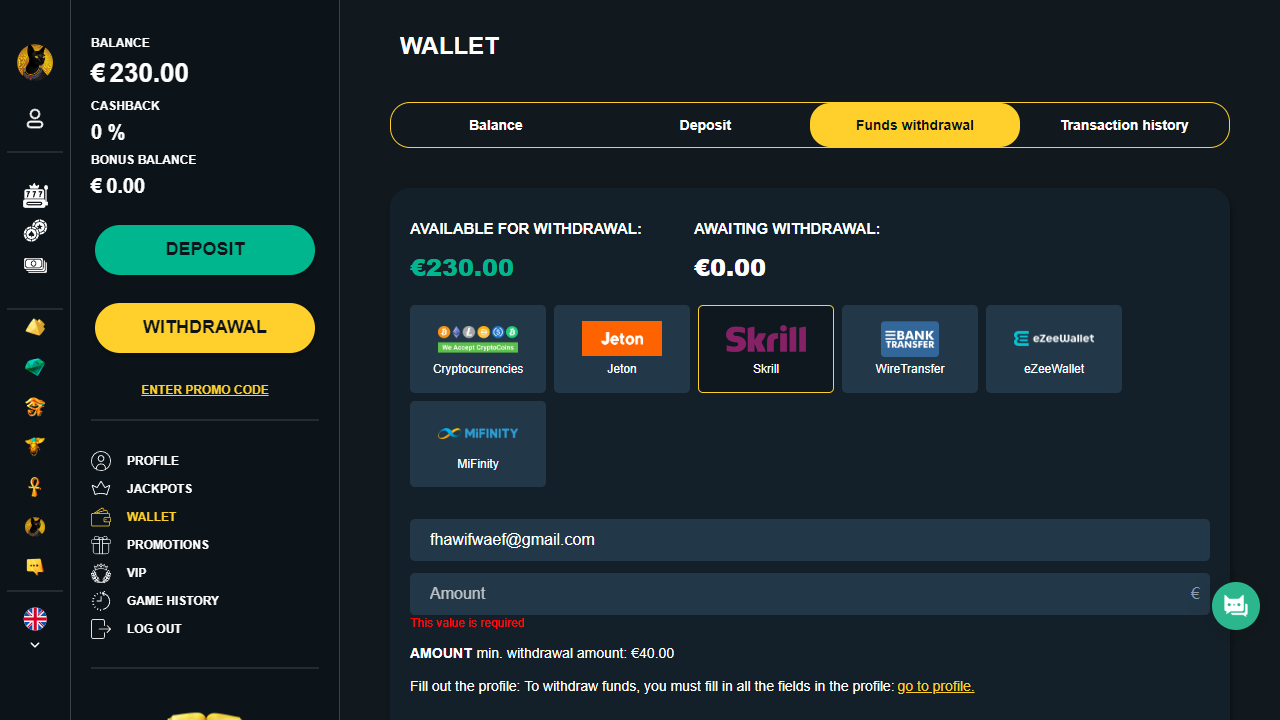 BALANCE
€ 230.00
CASHBACK
0 %
BONUS BALANCE
€ 0.00
DEPOSIT
WITHDRAWAL
ENTER PROMO CODE
PROFILE
JACKPOTS
WALLET
PROMOTIONS
VIP
GAME HISTORY
LOG OUT
WALLET
Balance
Deposit
Funds withdrawal
Transaction history
AVAILABLE FOR WITHDRAWAL:
€230.00
AWAITING WITHDRAWAL:
€0.00
We Accept CryptoCoins
Cryptocurrencies
Jeton
Jeton
Skrill
Skrill
BANK
TRANSFER
WireTransfer
eZeeWallet
eZeeWallet
MiFINITY
MiFinity
fhawifwaef@gmail.com
Amount €
This value is required
AMOUNT min. withdrawal amount: €40.00
Fill out the profile: To withdraw funds, you must fill in all the fields in the profile: go to profile.